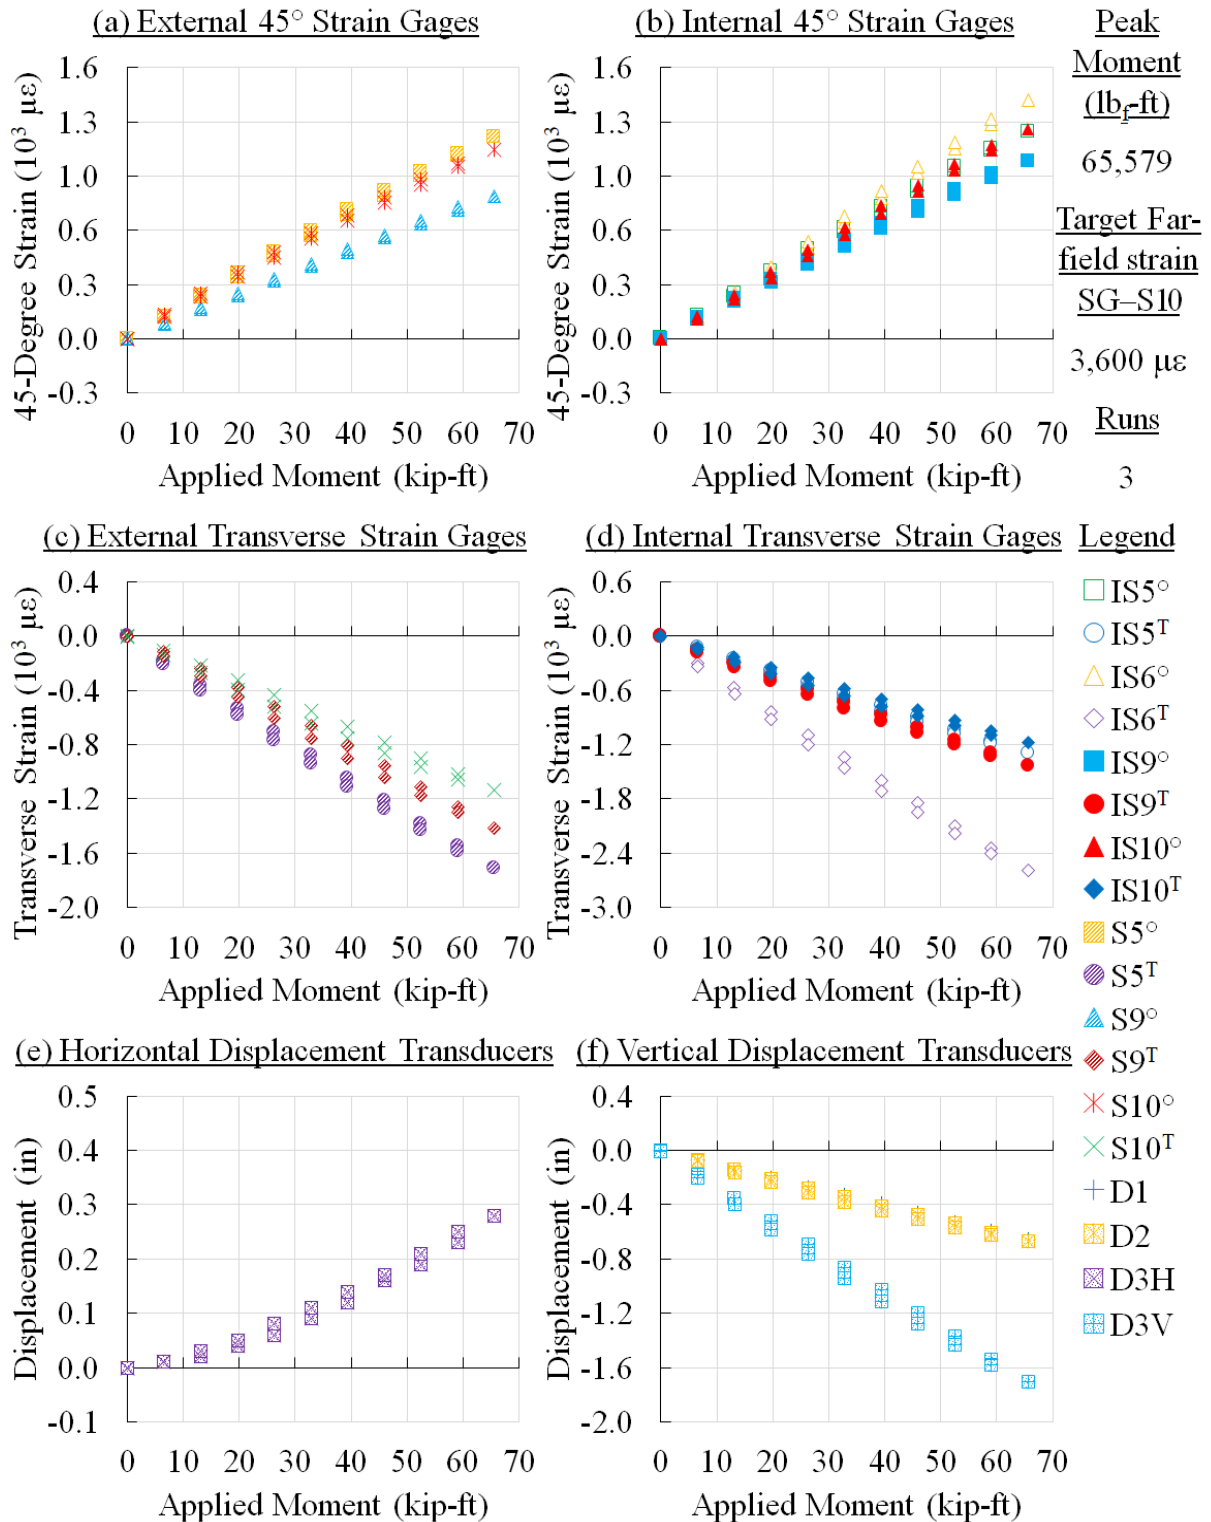 (a) External 45° Strain Gages
(b) Internal 45° Strain Gages
Peak
Moment
(lbf-ft)
65,579
Target Far-
field strain
SG–S10
3,600 µε
Runs
3
45-Degree Strain (10³ µε)
1.6
1.3
1.0
0.6
0.3
0.0
-0.3
0 10 20 30 40 50 60 70
Applied Moment (kip-ft)
45-Degree Strain (10³ µε)
1.6
1.3
1.0
0.6
0.3
0.0
-0.3
0 10 20 30 40 50 60 70
Applied Moment (kip-ft)
(c) External Transverse Strain Gages
(d) Internal Transverse Strain Gages
Transverse Strain (10³ µε)
0.4
0.0
-0.4
-0.8
-1.2
-1.6
-2.0
0 10 20 30 40 50 60 70
Applied Moment (kip-ft)
Transverse Strain (10³ µε)
0.6
0.0
-0.6
-1.2
-1.8
-2.4
-3.0
0 10 20 30 40 50 60 70
Applied Moment (kip-ft)
Legend
IS5°
IS5ᵀ
IS6°
IS6ᵀ
IS9°
IS9ᵀ
IS10°
IS10ᵀ
S5°
S5ᵀ
S9°
S9ᵀ
S10°
S10ᵀ
D1
D2
D3H
D3V
(e) Horizontal Displacement Transducers
(f) Vertical Displacement Transducers
Displacement (in)
0.5
0.4
0.3
0.2
0.1
0.0
-0.1
0 10 20 30 40 50 60 70
Applied Moment (kip-ft)
Displacement (in)
0.4
0.0
-0.4
-0.8
-1.2
-1.6
-2.0
0 10 20 30 40 50 60 70
Applied Moment (kip-ft)